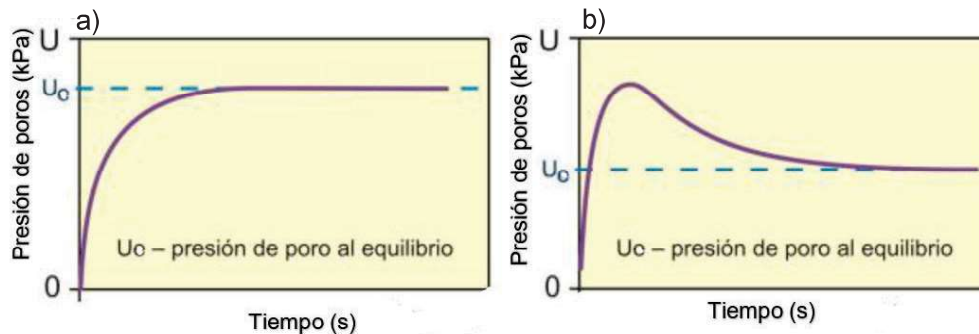 a)
U
Uc
Presión de poros (kPa)
Uc – presión de poro al equilibrio
0
Tiempo (s)
b)
U
Presión de poros (kPa)
Uc
Uc – presión de poro al equilibrio
0
Tiempo (s)